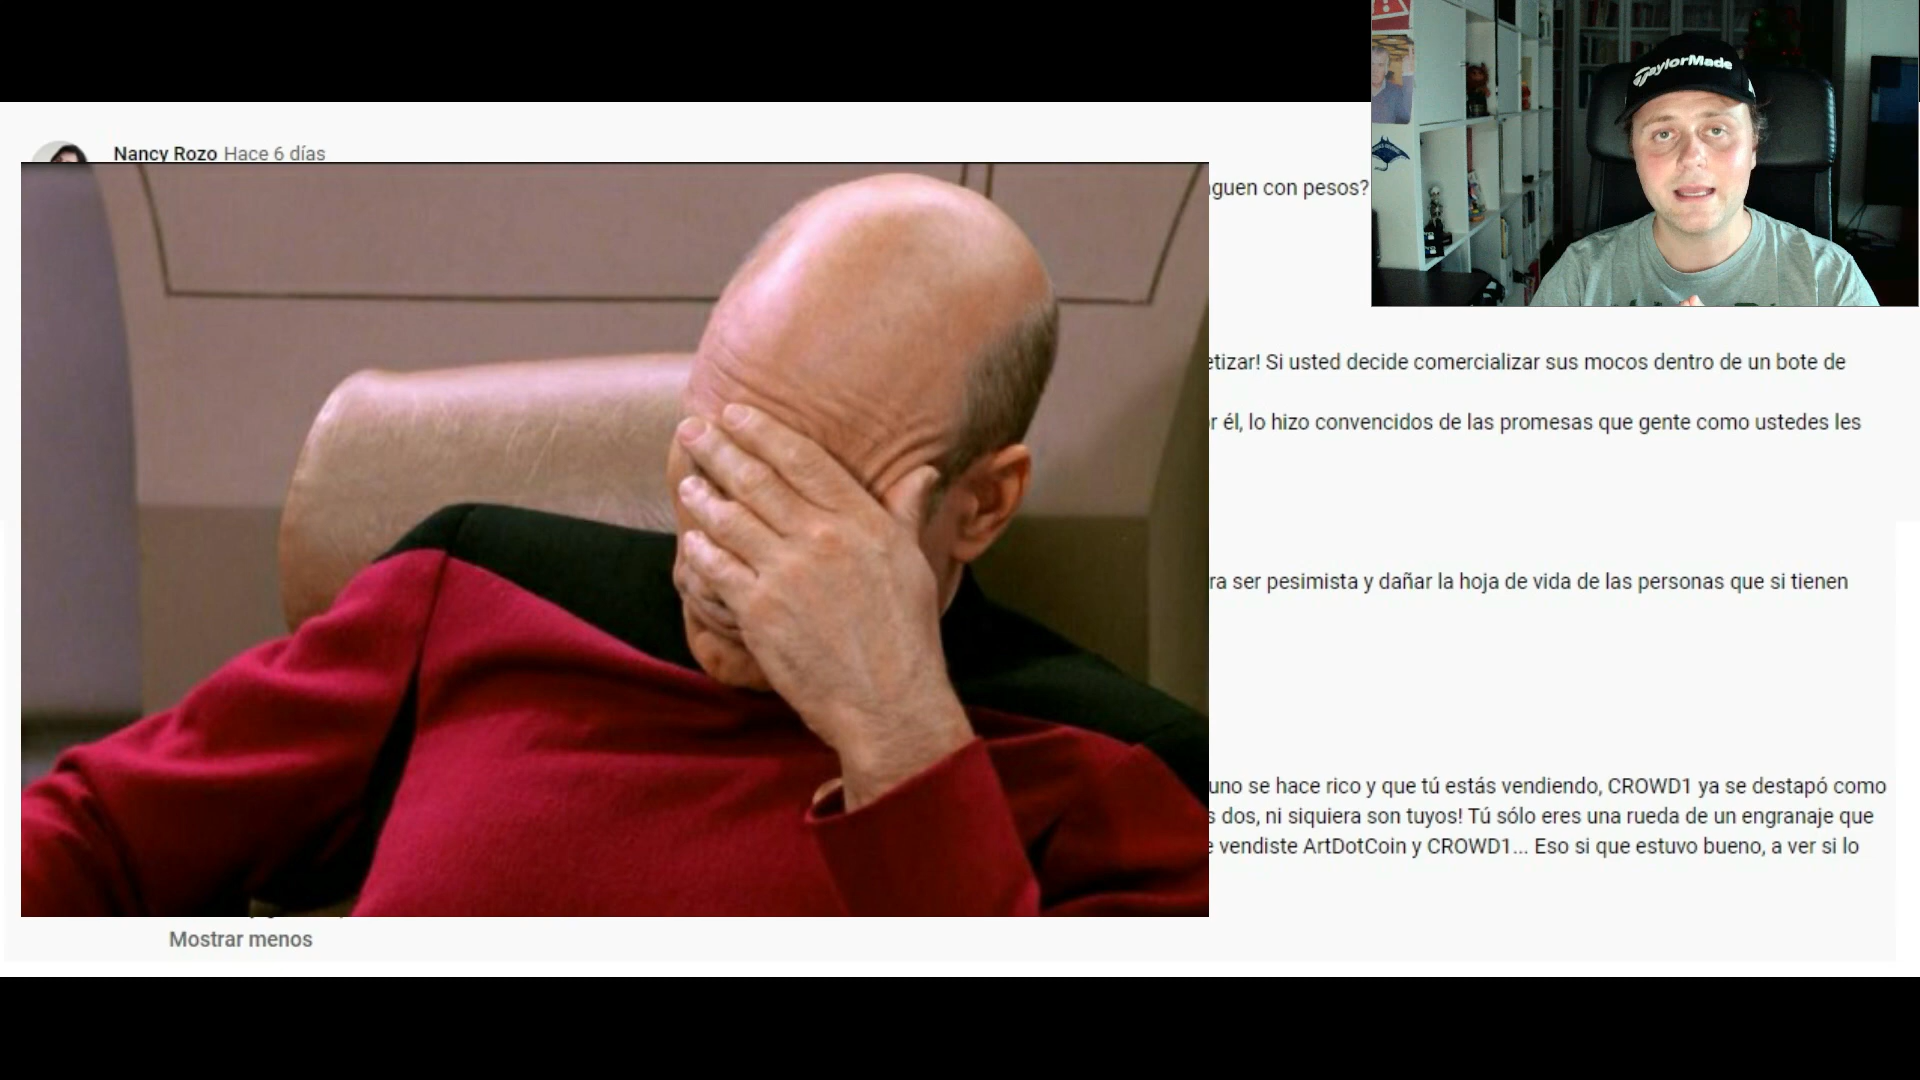 TaylorMade
Nancy Rozo Hace 6 días
guen con pesos?
etizar! Si usted decide comercializar sus mocos dentro de un bote de
r él, lo hizo convencidos de las promesas que gente como ustedes les
ra ser pesimista y dañar la hoja de vida de las personas que si tienen
uno se hace rico y que tú estás vendiendo, CROWD1 ya se destapó como
s dos, ni siquiera son tuyos! Tú sólo eres una rueda de un engranaje que
e vendiste ArtDotCoin y CROWD1... Eso si que estuvo bueno, a ver si lo
Mostrar menos